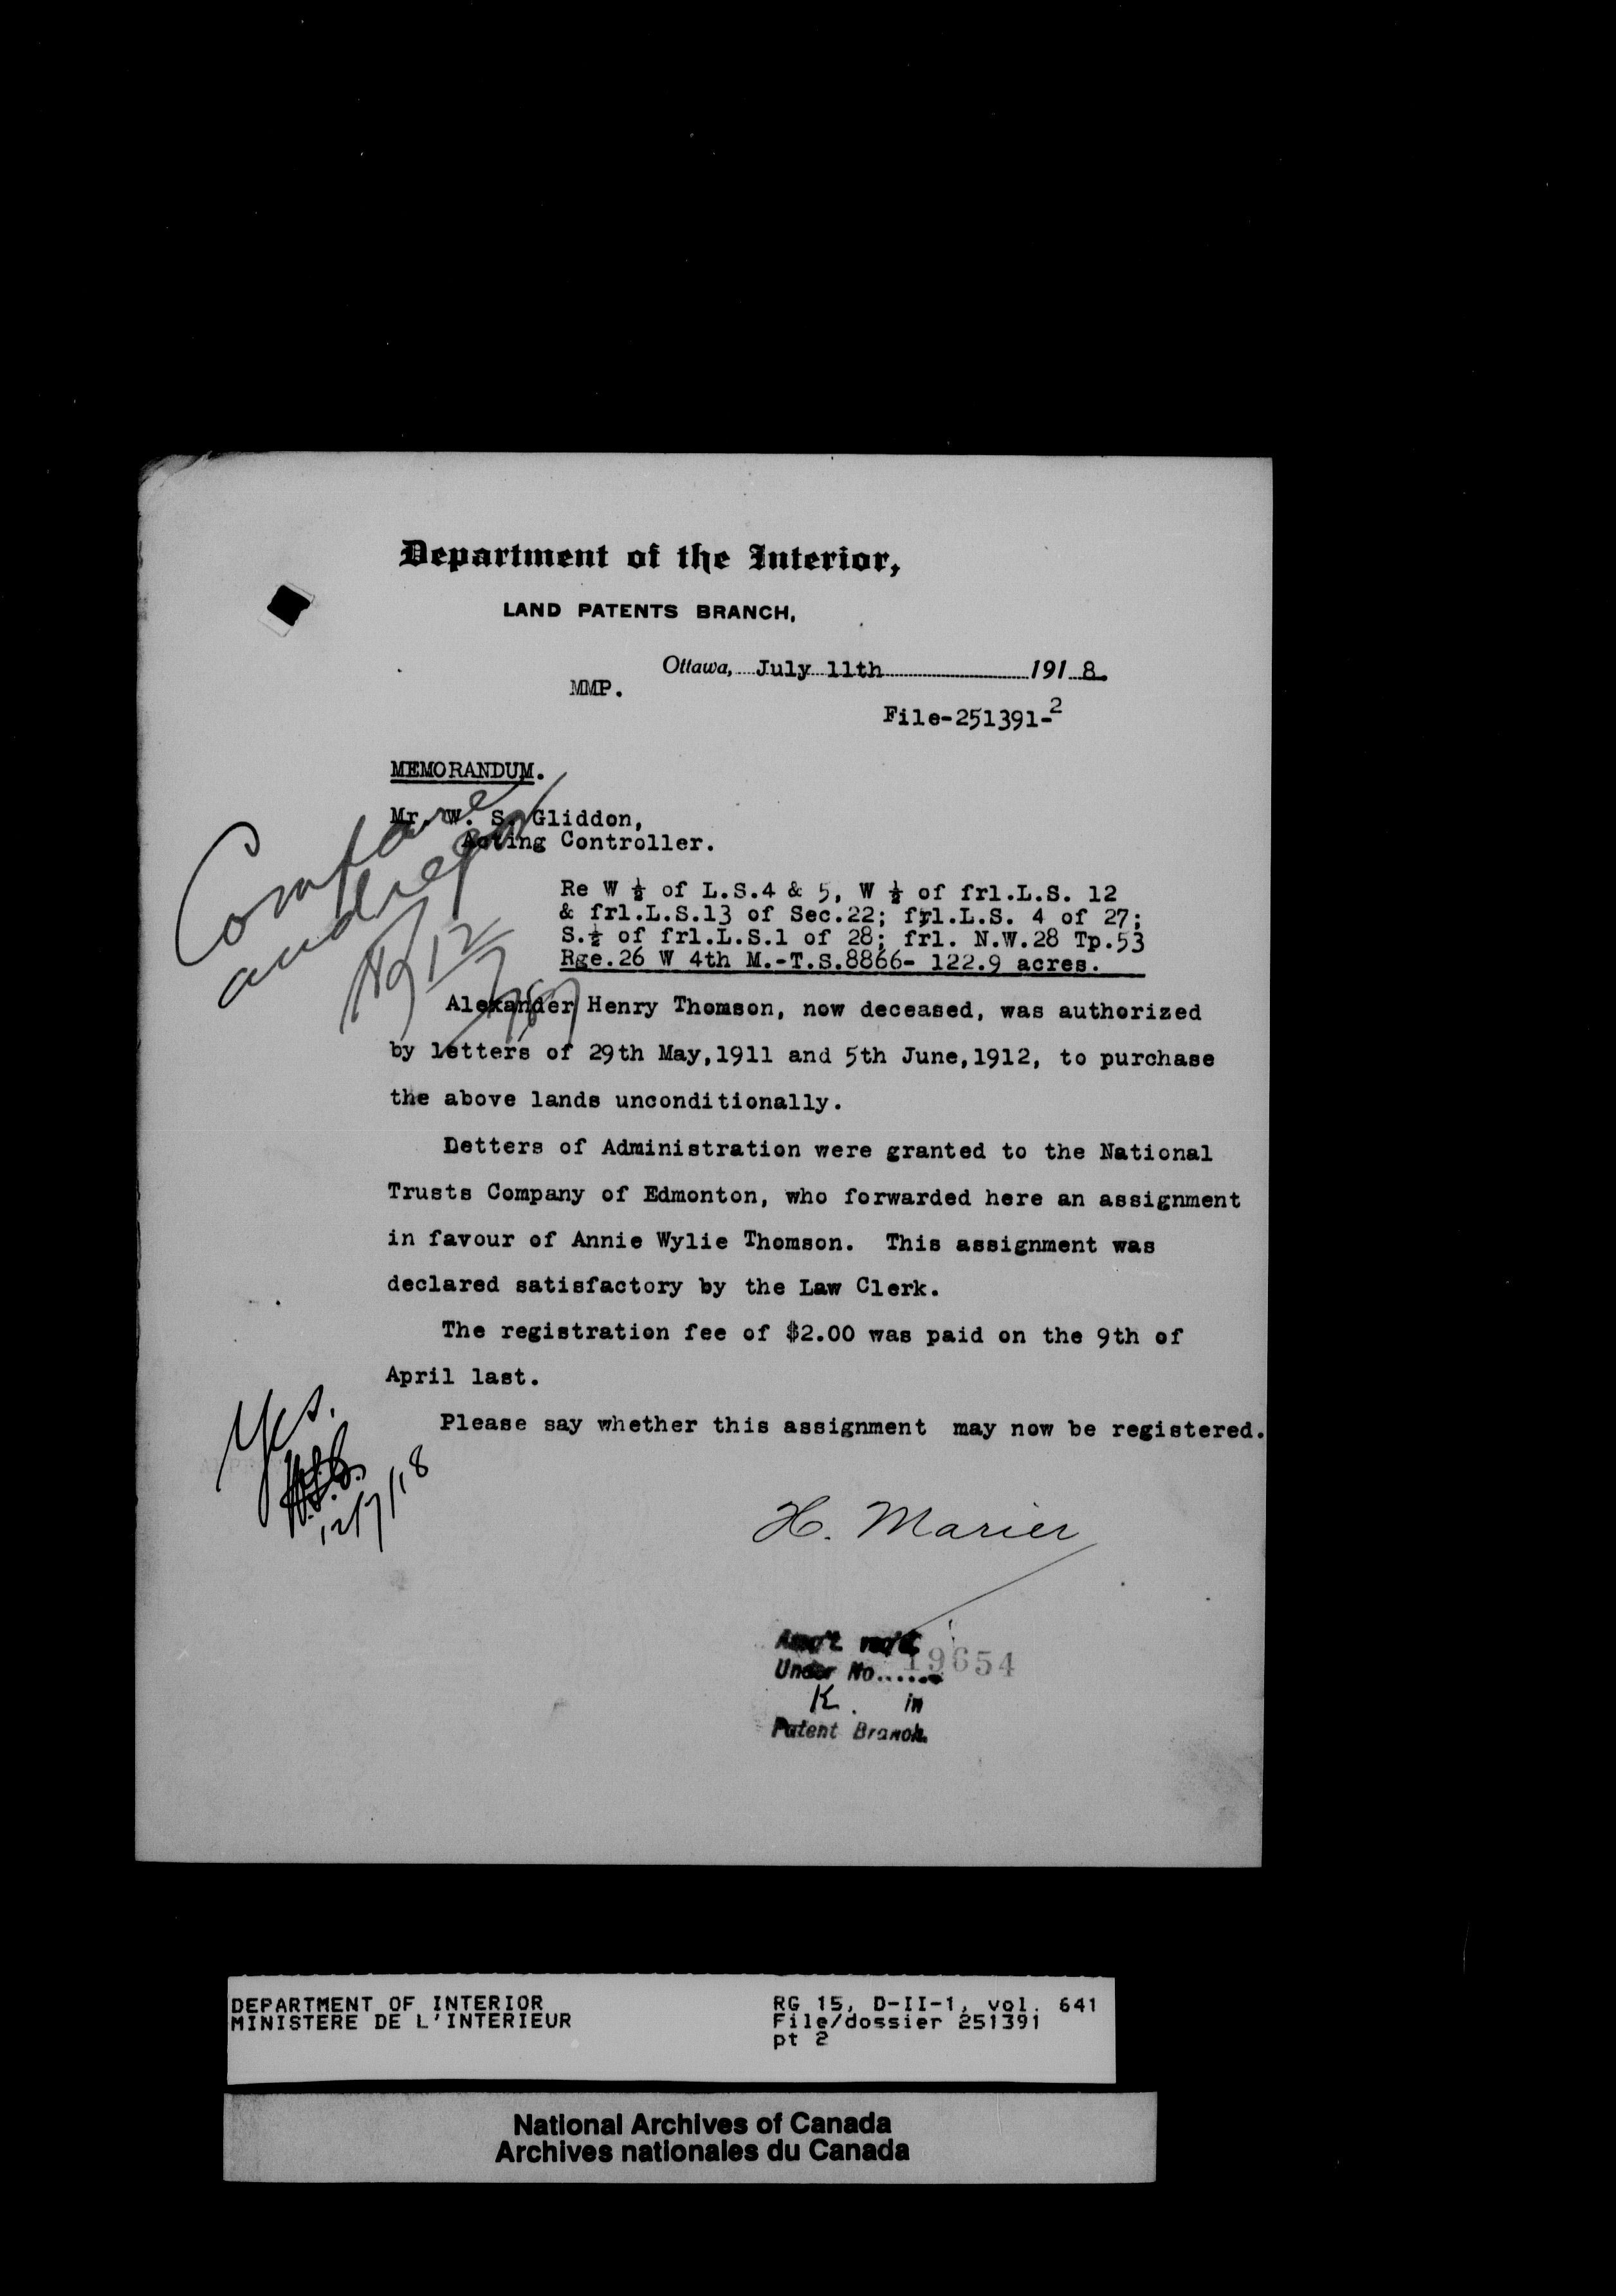 Department of the Interior,
LAND PATENTS BRANCH,
Ottawa, July 11th 1918.
MMP.
File-251391-2
MEMORANDUM.
Mr. W. S. Gliddon,
Acting Controller.
Compare
and
Re W ½ of L.S.4 & 5, W ½ of frl.L.S. 12
& frl.L.S.13 of Sec.22; frl.L.S. 4 of 27;
S.½ of frl.L.S.1 of 28; frl. N.W.28 Tp.53
Rge.26 W 4th M.-T.S.8866- 122.9 acres.
Alexander Henry Thomson, now deceased, was authorized
by letters of 29th May,1911 and 5th June,1912, to purchase
the above lands unconditionally.
Letters of Administration were granted to the National
Trusts Company of Edmonton, who forwarded here an assignment
in favour of Annie Wylie Thomson. This assignment was
declared satisfactory by the Law Clerk.
The registration fee of $2.00 was paid on the 9th of
April last.
Please say whether this assignment may now be registered.
Yes.
12/7/18
H. Marier
Under No...... 19654
K. in
Patent Branch.
DEPARTMENT OF INTERIOR
MINISTERE DE L'INTERIEUR
RG 15, D-II-1, vol. 641
File/dossier 251391
pt 2
National Archives of Canada
Archives nationales du Canada